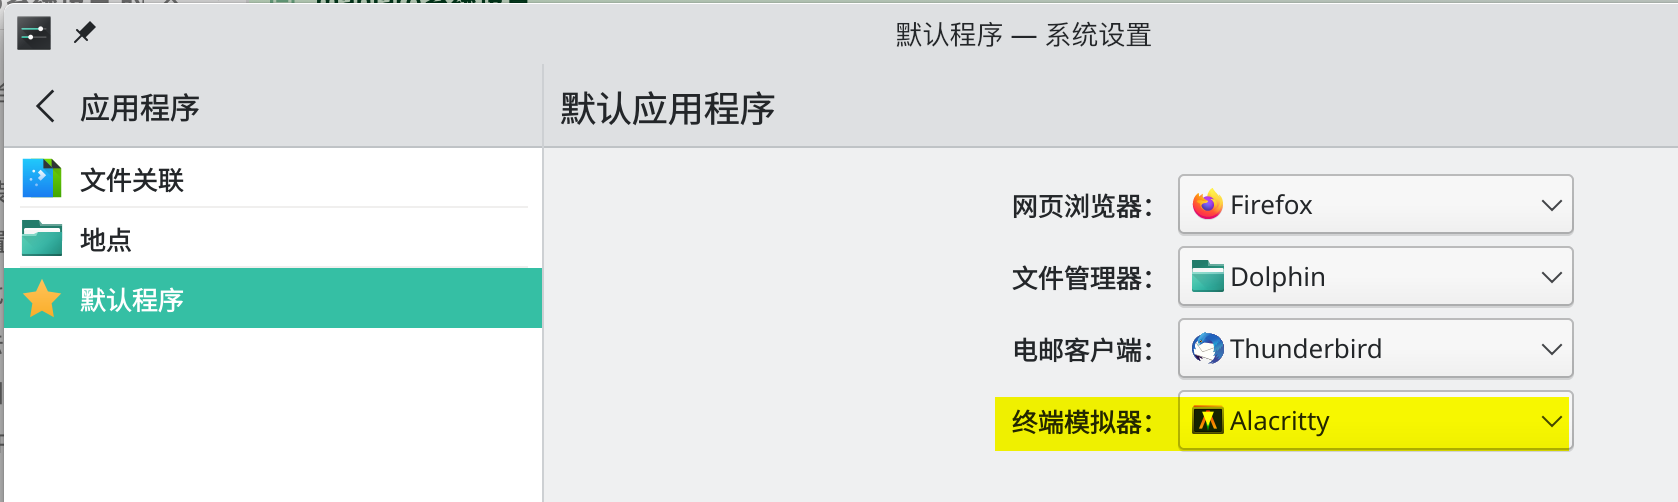 默认程序 — 系统设置
应用程序
默认应用程序
文件关联
地点
默认程序
网页浏览器： Firefox
文件管理器： Dolphin
电邮客户端： Thunderbird
终端模拟器： Alacritty